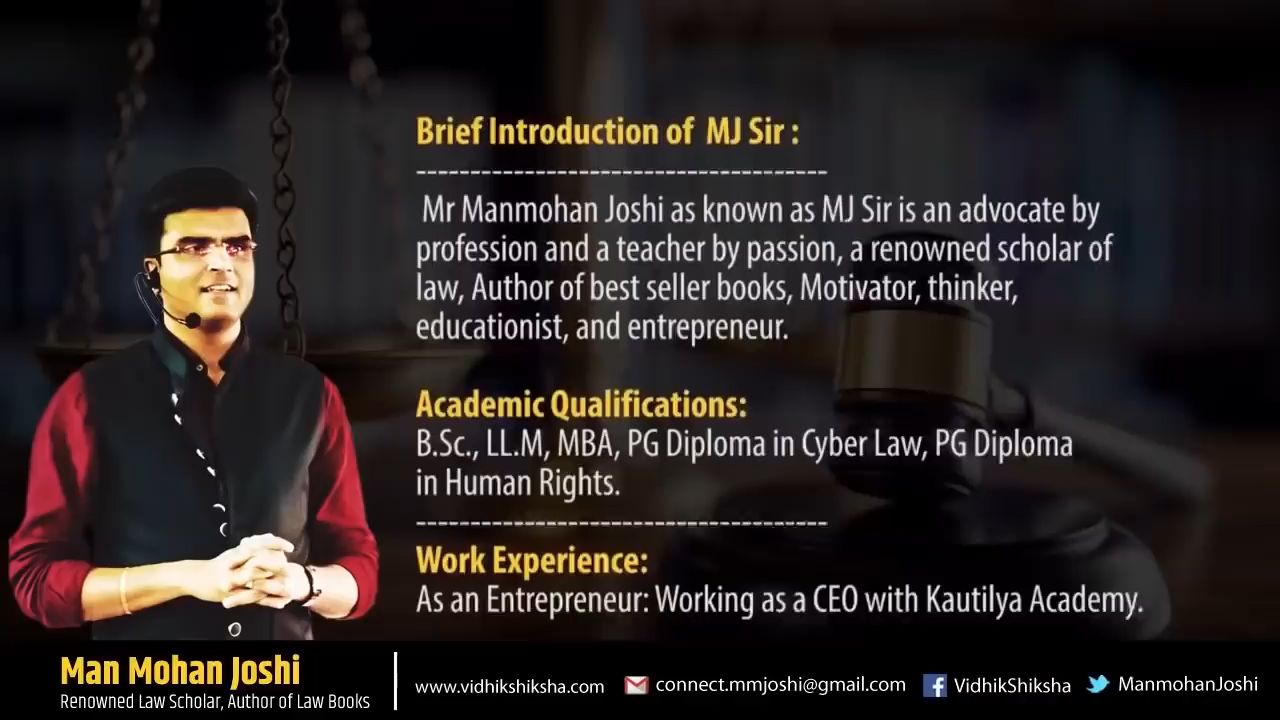 Brief Introduction of MJ Sir :
-------------------------------------
Mr Manmohan Joshi as known as MJ Sir is an advocate by
profession and a teacher by passion, a renowned scholar of
law, Author of best seller books, Motivator, thinker,
educationist, and entrepreneur.
Academic Qualifications:
B.Sc., LL.M, MBA, PG Diploma in Cyber Law, PG Diploma
in Human Rights.
-------------------------------------
Work Experience:
As an Entrepreneur: Working as a CEO with Kautilya Academy.
Man Mohan Joshi
Renowned Law Scholar, Author of Law Books
www.vidhikshiksha.com
connect.mmjoshi@gmail.com
VidhikShiksha
ManmohanJoshi